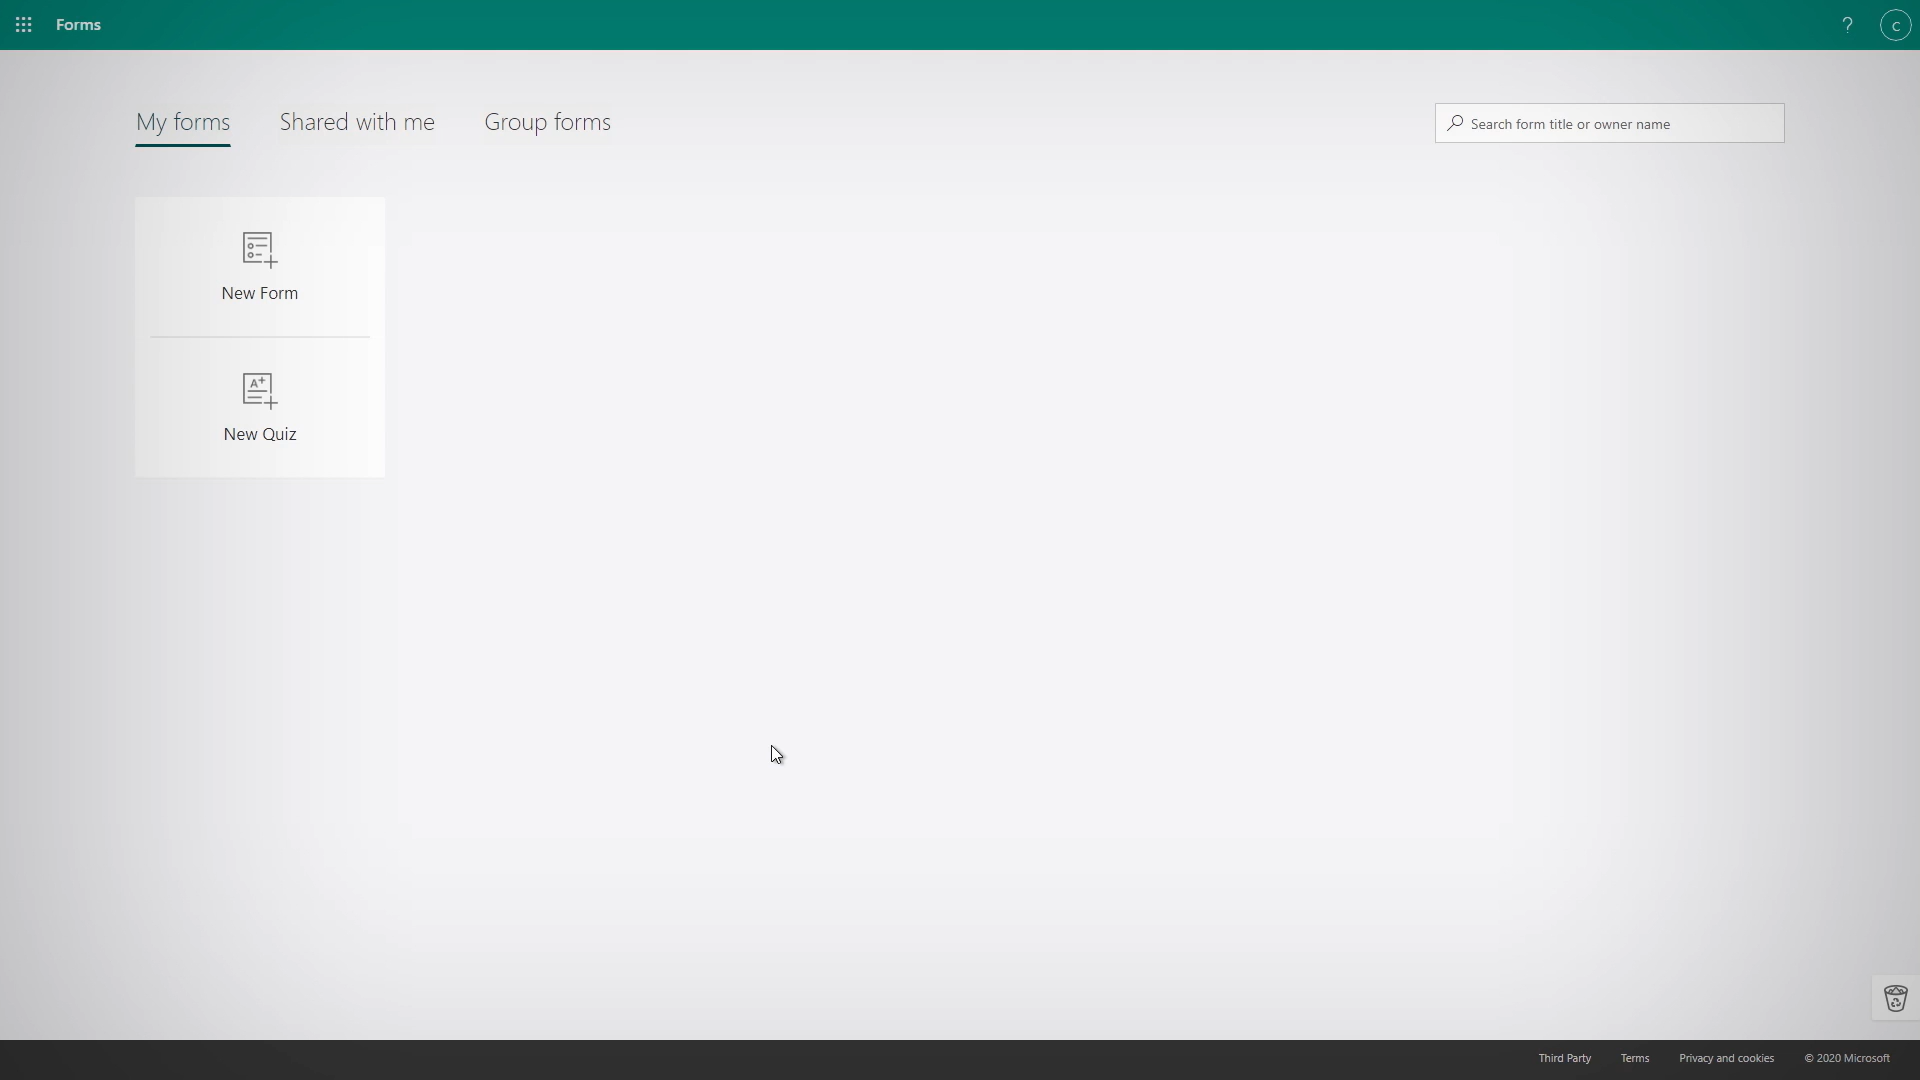 Forms
?
C
My forms
Shared with me
Group forms
Search form title or owner name
New Form
A+
New Quiz
Third Party
Terms
Privacy and cookies
© 2020 Microsoft